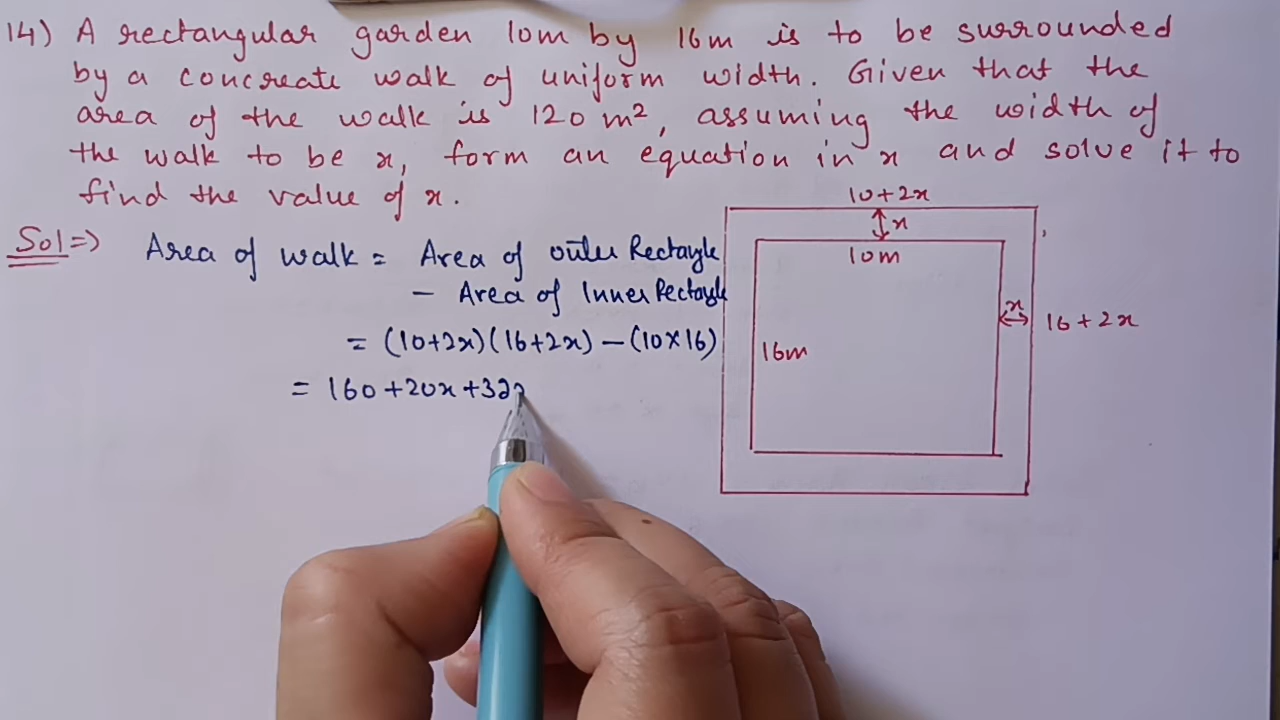 14) A rectangular garden 10m by 16m is to be surrounded
by a concreate walk of uniform width. Given that the
area of the walk is 120 m², assuming the width of
the walk to be x, form an equation in x and solve it to
find the value of x.
Sol=> Area of walk = Area of outer Rectangle
- Area of Inner Rectangle
= (10+2x)(16+2x) - (10×16)
= 160 +20x +32x
10+2x
x
10m
x
16+2x
16m